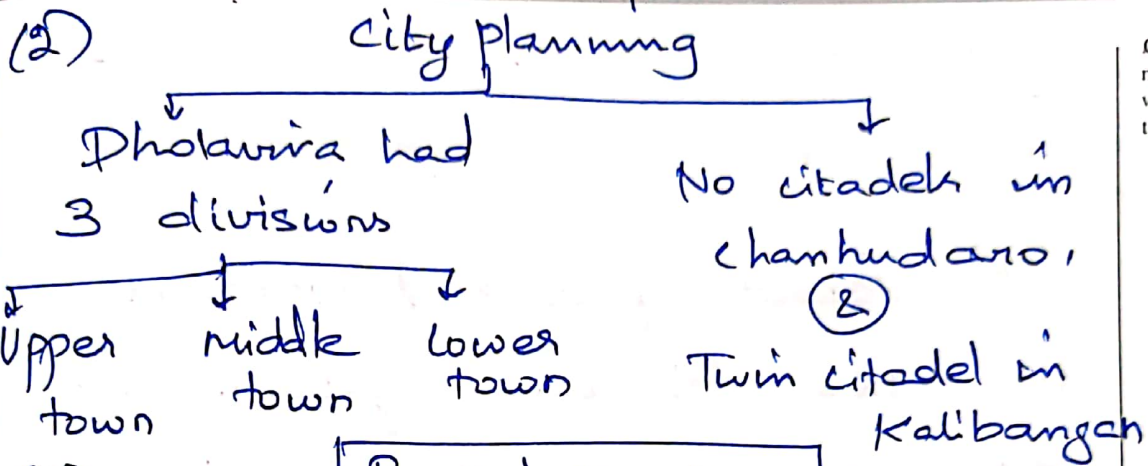 (2) City planning
Dholavira had
3 divisions
No citadels in
chanhudaro,
&
Upper town
middle town
lower town
Twin citadel in
Kalibangan